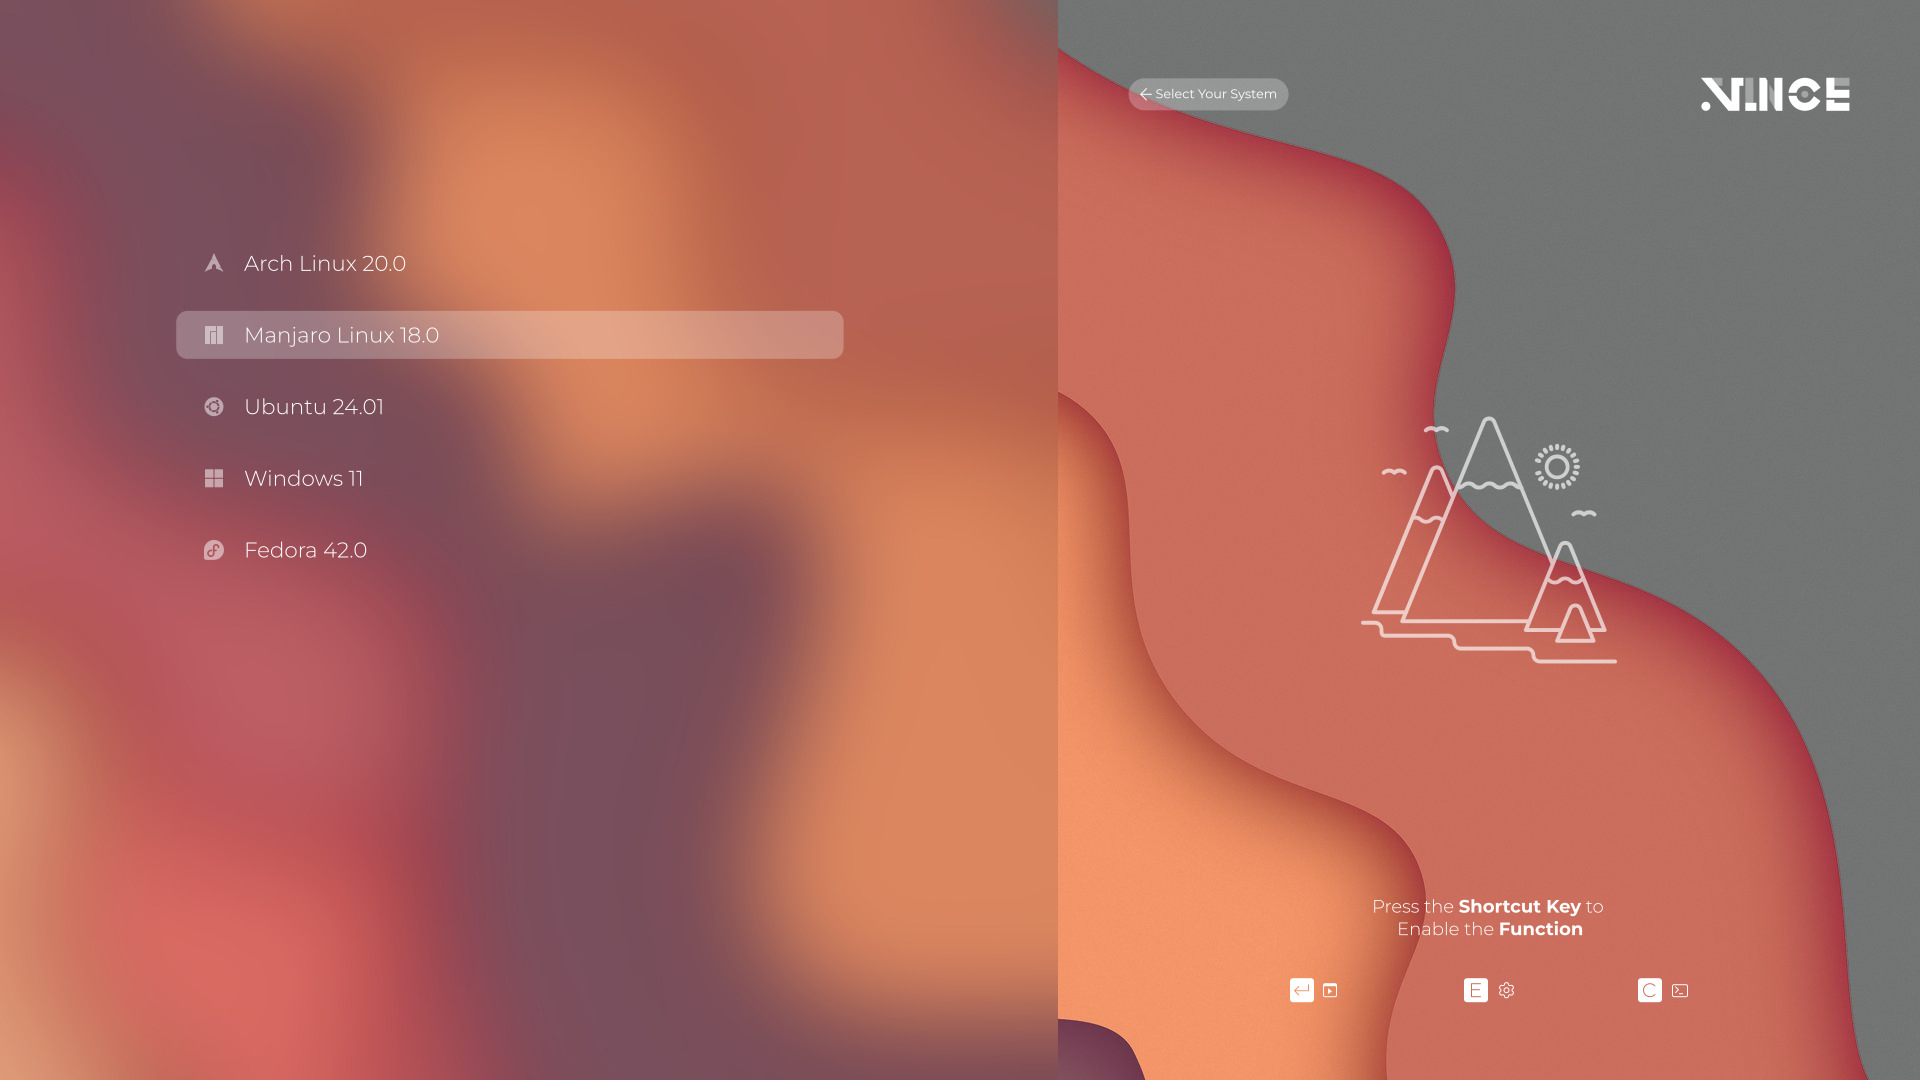 Arch Linux 20.0
Manjaro Linux 18.0
Ubuntu 24.01
Windows 11
Fedora 42.0
Select Your System
VINCE
Press the Shortcut Key to
Enable the Function
E
C